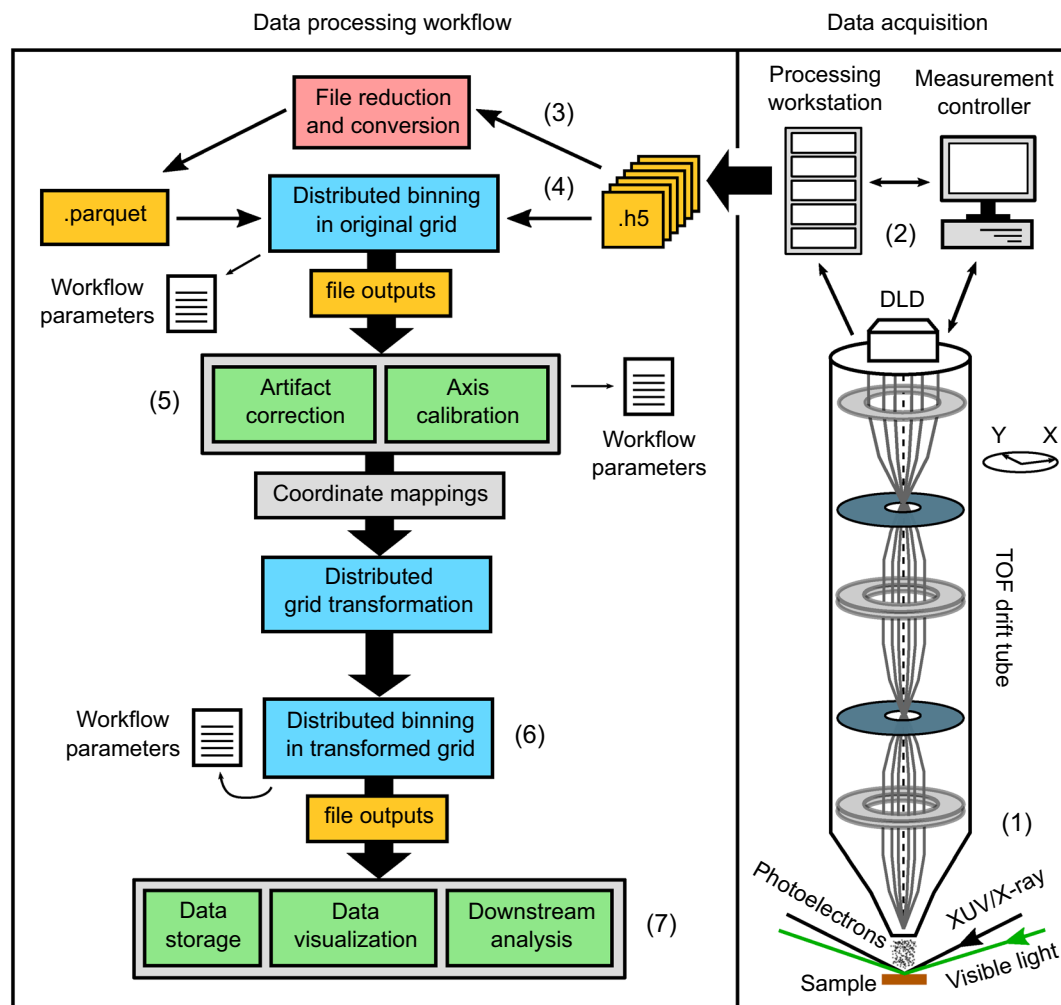 Data processing workflow
Data acquisition
File reduction
and conversion
(3)
(4)
.parquet
Distributed binning
in original grid
.h5
Workflow
parameters
file outputs
(5)
Artifact
correction
Axis
calibration
Workflow
parameters
Coordinate mappings
Distributed
grid transformation
Workflow
parameters
Distributed binning
in transformed grid
(6)
file outputs
Data
storage
Data
visualization
Downstream
analysis
(7)
Processing
workstation
Measurement
controller
(2)
DLD
Y
X
TOF drift tube
(1)
Photoelectrons
XUV/X-ray
Visible light
Sample